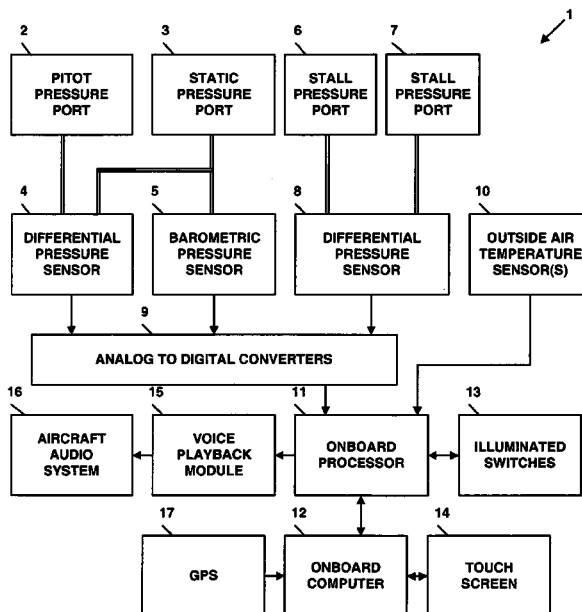 1
2
3
6
7
PITOT
PRESSURE
PORT
STATIC
PRESSURE
PORT
STALL
PRESSURE
PORT
STALL
PRESSURE
PORT
4
5
8
10
DIFFERENTIAL
PRESSURE
SENSOR
BAROMETRIC
PRESSURE
SENSOR
DIFFERENTIAL
PRESSURE
SENSOR
OUTSIDE AIR
TEMPERATURE
SENSOR(S)
9
ANALOG TO DIGITAL CONVERTERS
16
15
11
13
AIRCRAFT
AUDIO
SYSTEM
VOICE
PLAYBACK
MODULE
ONBOARD
PROCESSOR
ILLUMINATED
SWITCHES
17
12
14
GPS
ONBOARD
COMPUTER
TOUCH
SCREEN